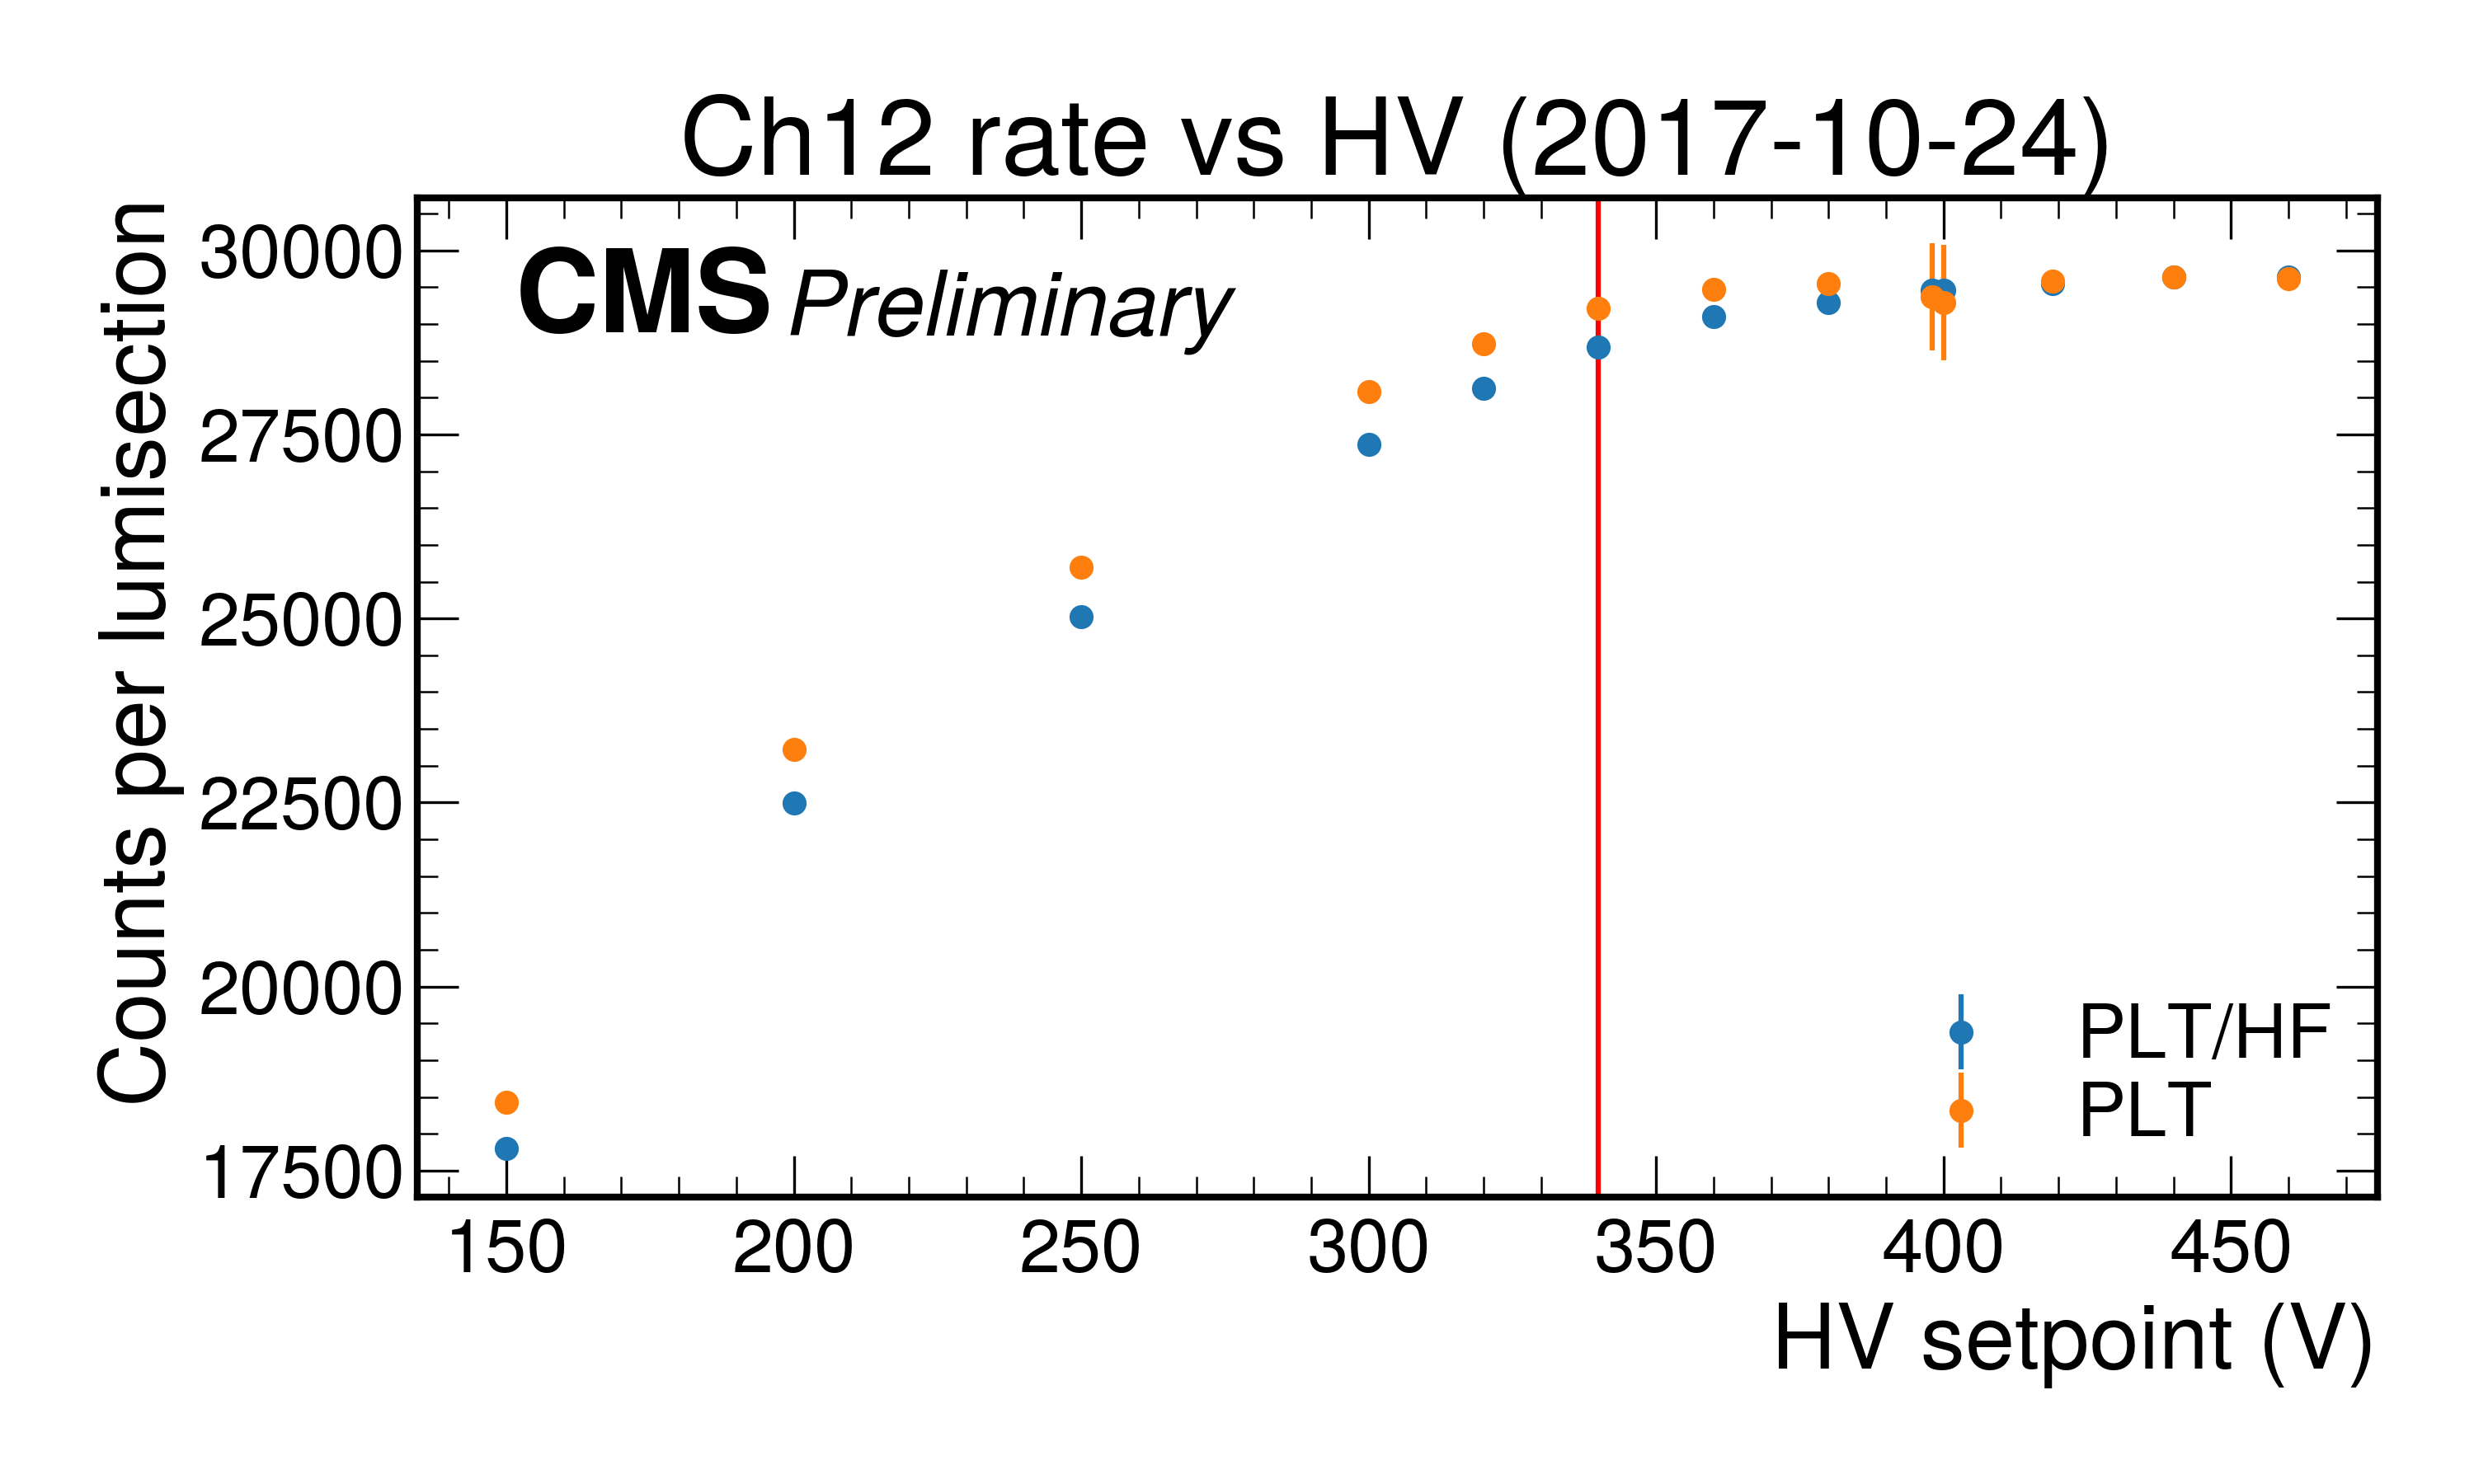 Ch12 rate vs HV (2017-10-24)
CMS Preliminary
Counts per lumisection
30000
27500
25000
22500
20000
17500
PLT/HF
PLT
150 200 250 300 350 400 450
HV setpoint (V)